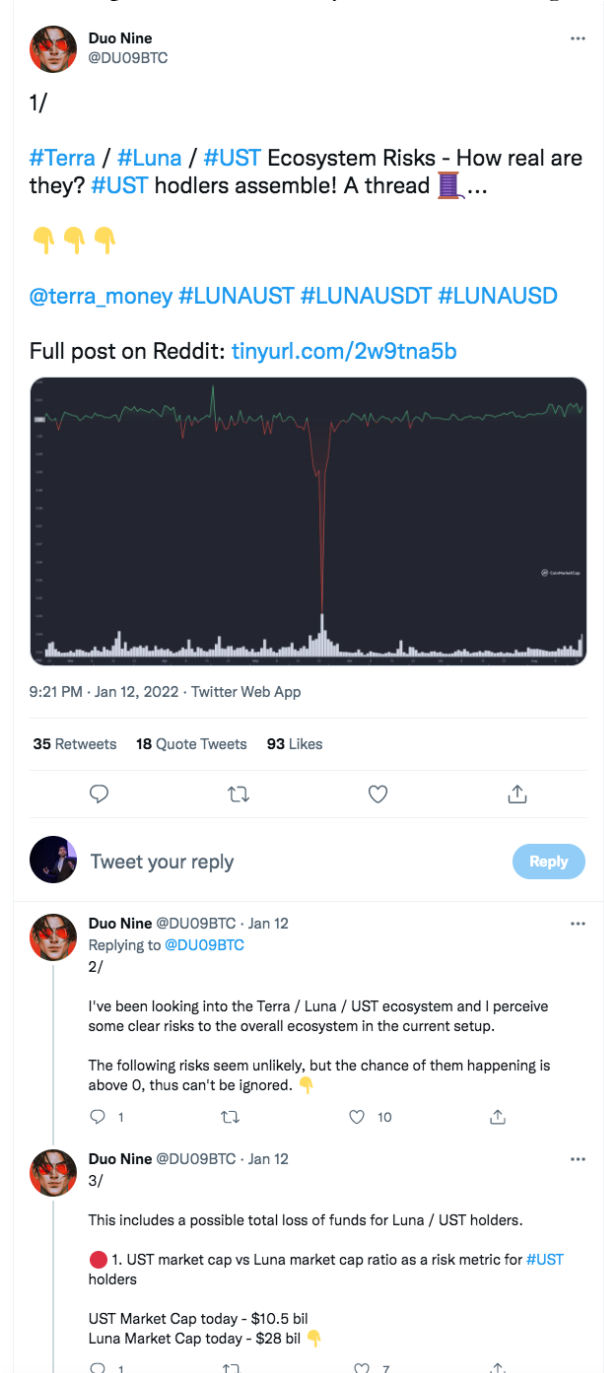 Duo Nine
@DU09BTC
1/
#Terra / #Luna / #UST Ecosystem Risks - How real are
they? #UST hodlers assemble! A thread 🧵...
👇👇👇
@terra_money #LUNAUST #LUNAUSDT #LUNAUSD
Full post on Reddit: tinyurl.com/2w9tna5b
CoinMarketCap
9:21 PM · Jan 12, 2022 · Twitter Web App
35 Retweets 18 Quote Tweets 93 Likes
Tweet your reply
Reply
Duo Nine @DU09BTC · Jan 12
Replying to @DU09BTC
2/
I've been looking into the Terra / Luna / UST ecosystem and I perceive
some clear risks to the overall ecosystem in the current setup.
The following risks seem unlikely, but the chance of them happening is
above 0, thus can't be ignored. 👇
1 10
Duo Nine @DU09BTC · Jan 12
3/
This includes a possible total loss of funds for Luna / UST holders.
🔴 1. UST market cap vs Luna market cap ratio as a risk metric for #UST
holders
UST Market Cap today - $10.5 bil
Luna Market Cap today - $28 bil 👇
1 7